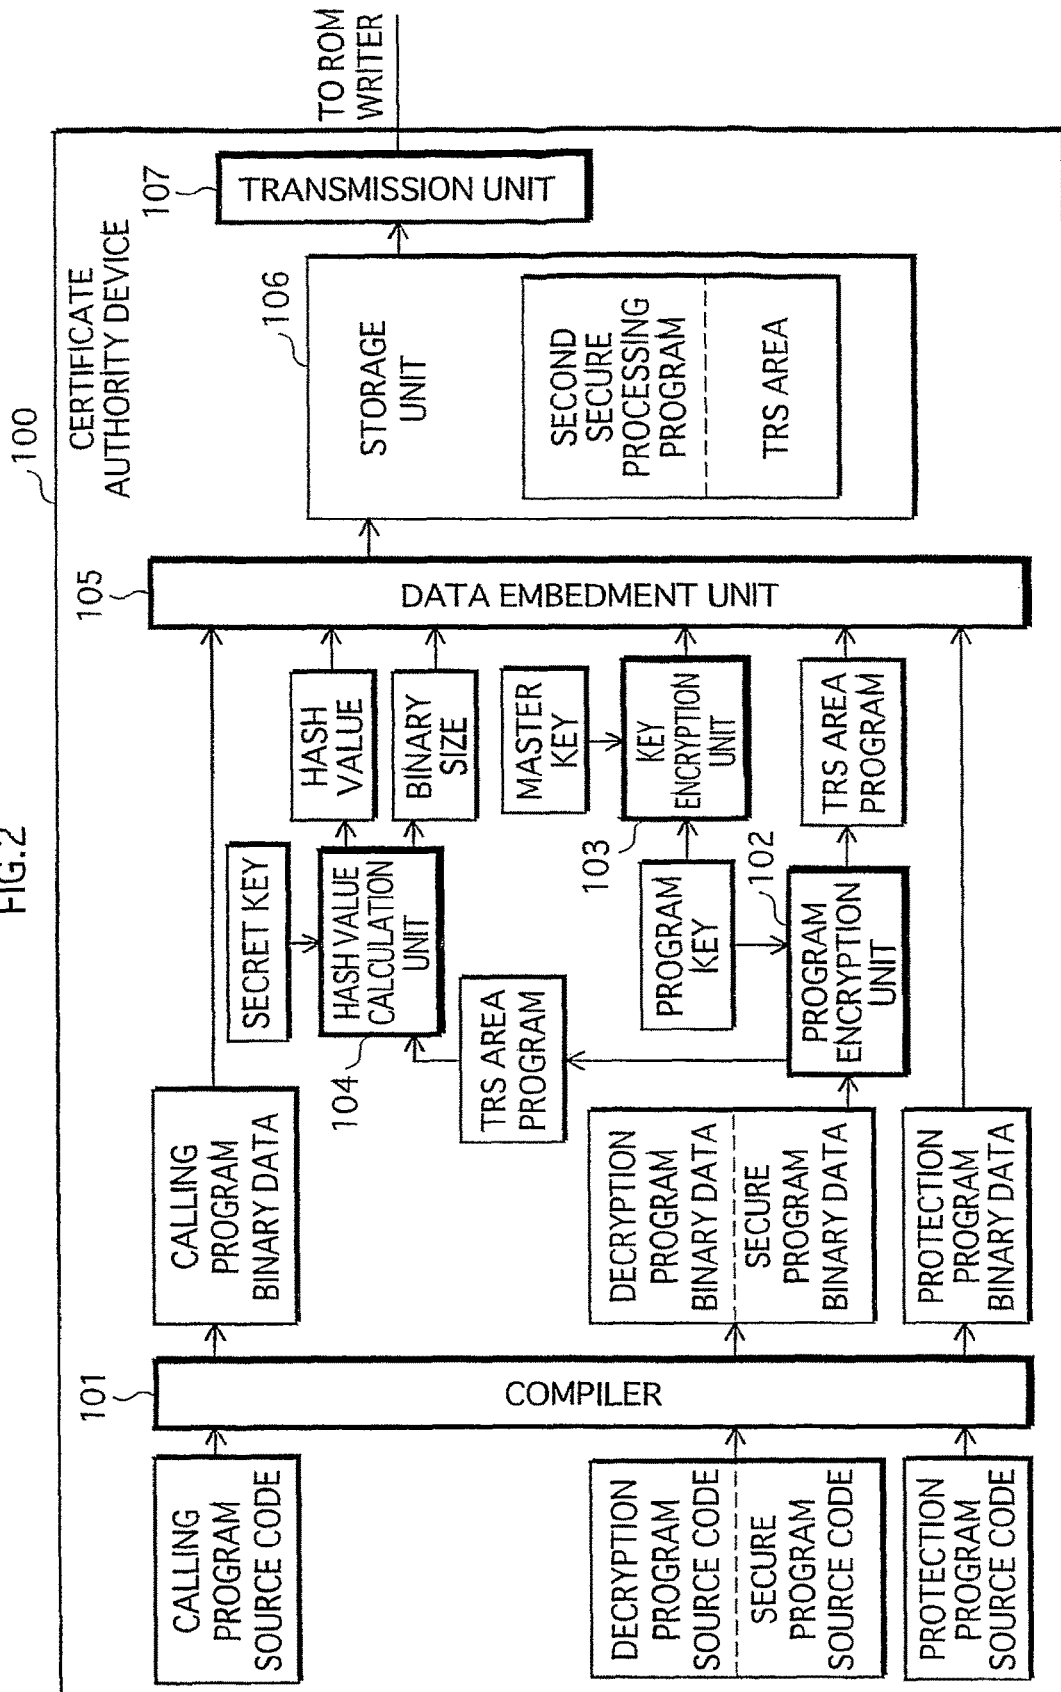 FIG.2
100
CERTIFICATE
AUTHORITY DEVICE
CALLING
PROGRAM
SOURCE CODE
DECRYPTION
PROGRAM
SOURCE CODE
SECURE
PROGRAM
SOURCE CODE
PROTECTION
PROGRAM
SOURCE CODE
101
COMPILER
CALLING
PROGRAM
BINARY DATA
DECRYPTION
PROGRAM
BINARY DATA
SECURE
PROGRAM
BINARY DATA
PROTECTION
PROGRAM
BINARY DATA
SECRET KEY
104
HASH VALUE
CALCULATION
UNIT
TRS AREA
PROGRAM
HASH
VALUE
BINARY
SIZE
MASTER
KEY
103
KEY
ENCRYPTION
UNIT
PROGRAM
KEY
102
PROGRAM
ENCRYPTION
UNIT
TRS AREA
PROGRAM
105
DATA EMBEDMENT UNIT
106
STORAGE
UNIT
SECOND
SECURE
PROCESSING
PROGRAM
TRS AREA
107
TRANSMISSION UNIT
TO ROM
WRITER